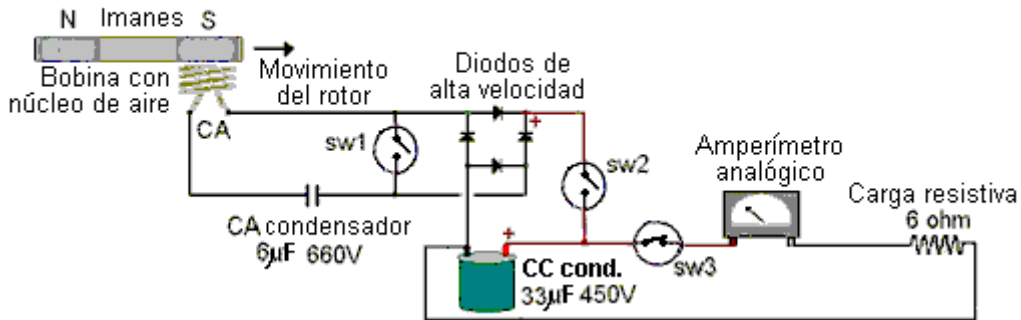 N Imanes S
Bobina con
núcleo de aire
Movimiento
del rotor
Diodos de
alta velocidad
CA
sw1
+
sw2
Amperímetro
analógico
Carga resistiva
6 ohm
CA condensador
6µF 660V
+
CC cond.
33µF 450V
sw3